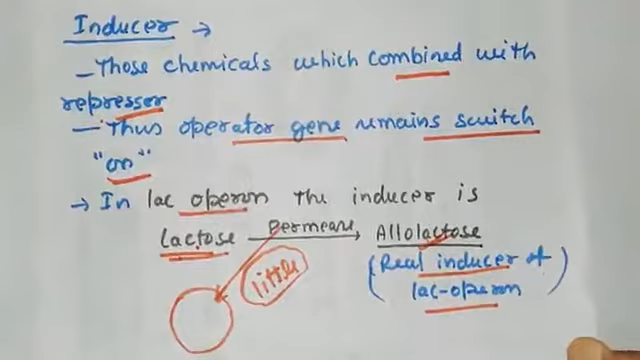 Inducer →
- Those chemicals which combined with
represser
- Thus operator gene remains switch
"on"
→ In lac operon the inducer is
Lactose Permease Allolactose
little
(Real inducer of
lac-operon)